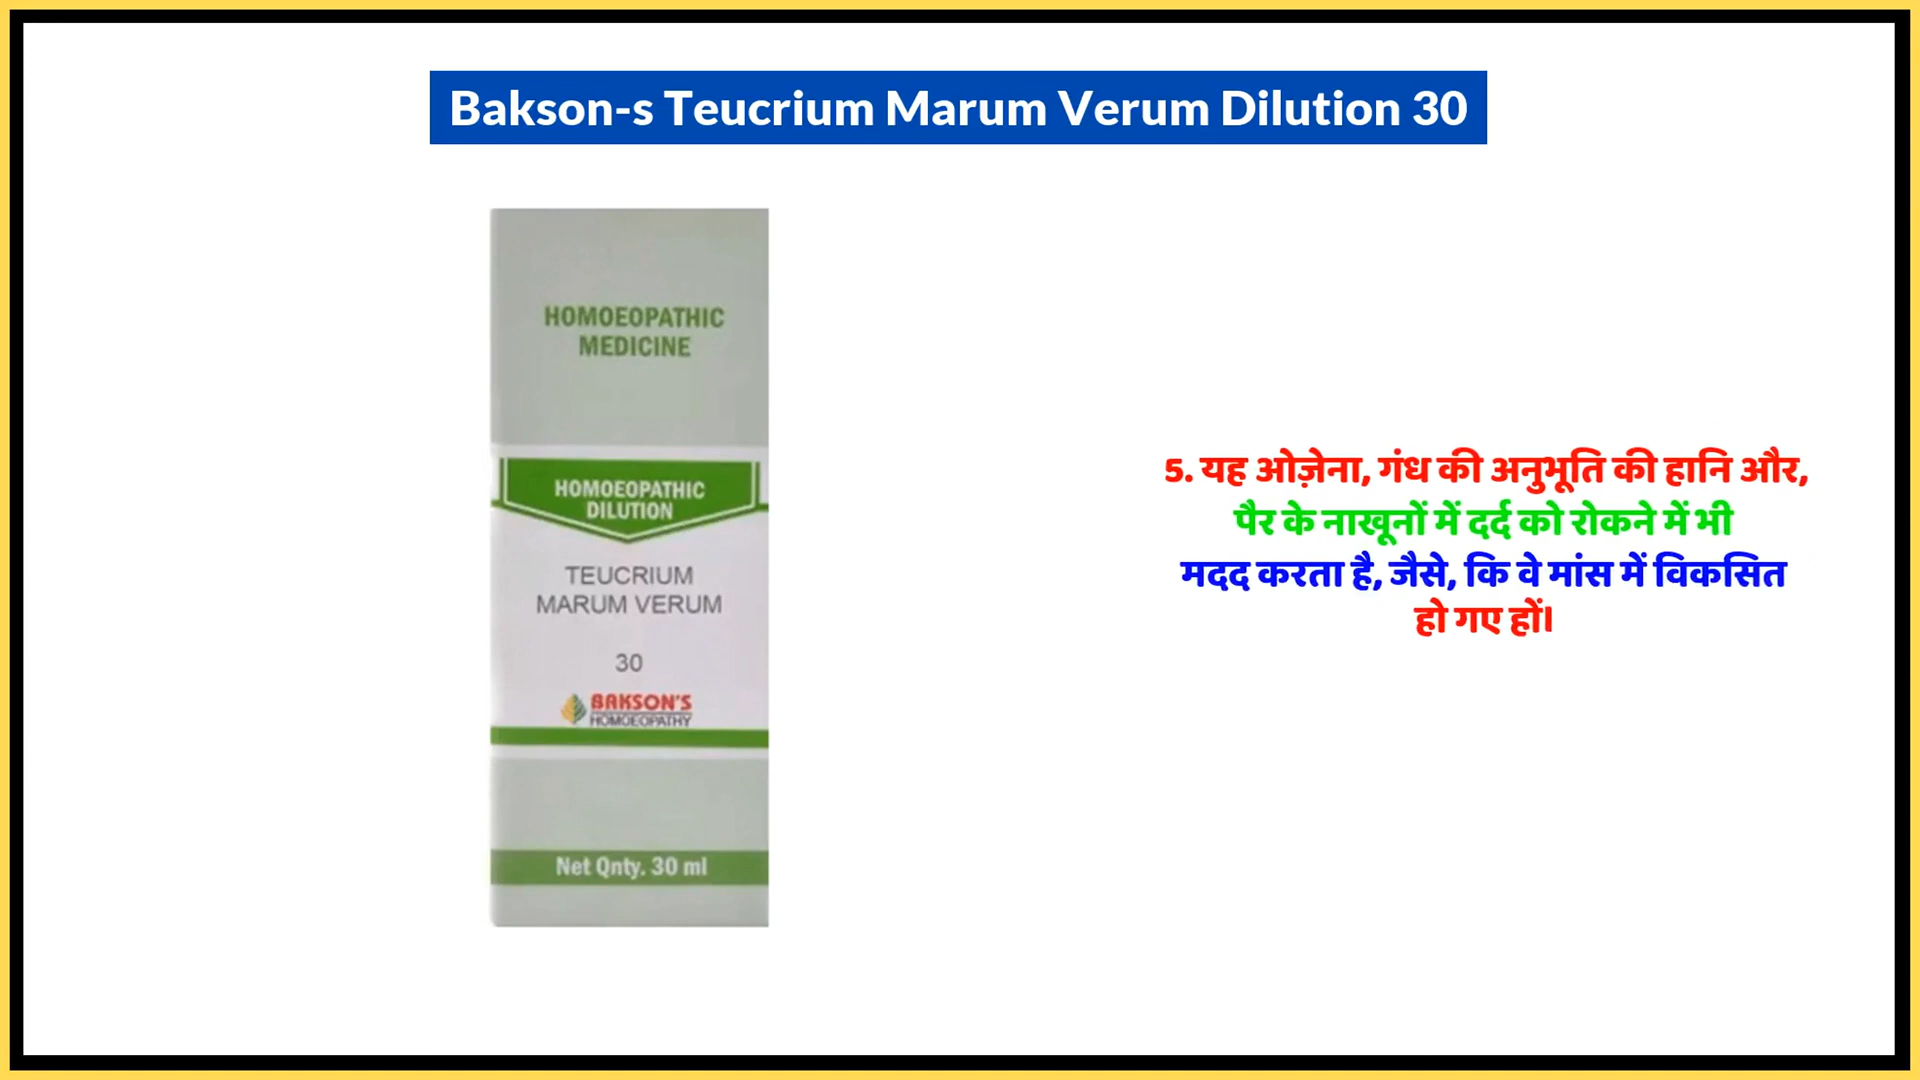 Bakson-s Teucrium Marum Verum Dilution 30
HOMOEOPATHIC
MEDICINE
HOMOEOPATHIC
DILUTION
TEUCRIUM
MARUM VERUM
30
BAKSON'S
HOMOEOPATHY
Net Qnty. 30 ml
5. यह ओज़ेना, गंध की अनुभूति की हानि और,
पैर के नाखूनों में दर्द को रोकने में भी
मदद करता है, जैसे, कि वे मांस में विकसित
हो गए हों।